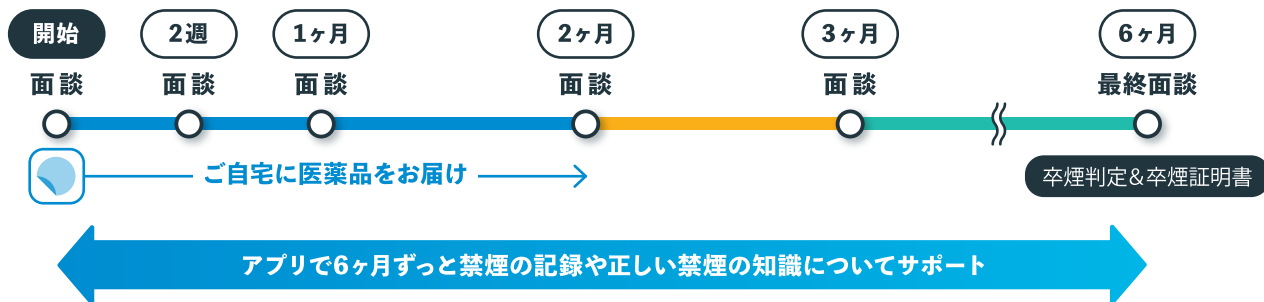 開始 2週 1ヶ月 2ヶ月 3ヶ月 6ヶ月
面談 面談 面談 面談 面談 最終面談
ご自宅に医薬品をお届け
卒煙判定&卒煙証明書
アプリで6ヶ月ずっと禁煙の記録や正しい禁煙の知識についてサポート